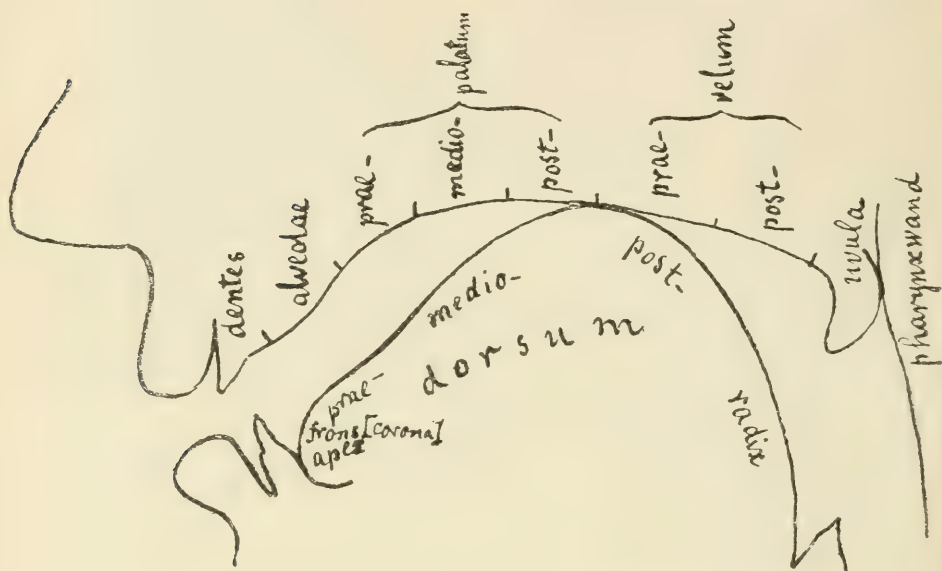 palatum
velum
prae-
medio-
post-
prae-
post-
dentes
alveolae
uvula
pharynxwand
medio-
post-
dorsum
prae-
frons [corona]
apex
radix